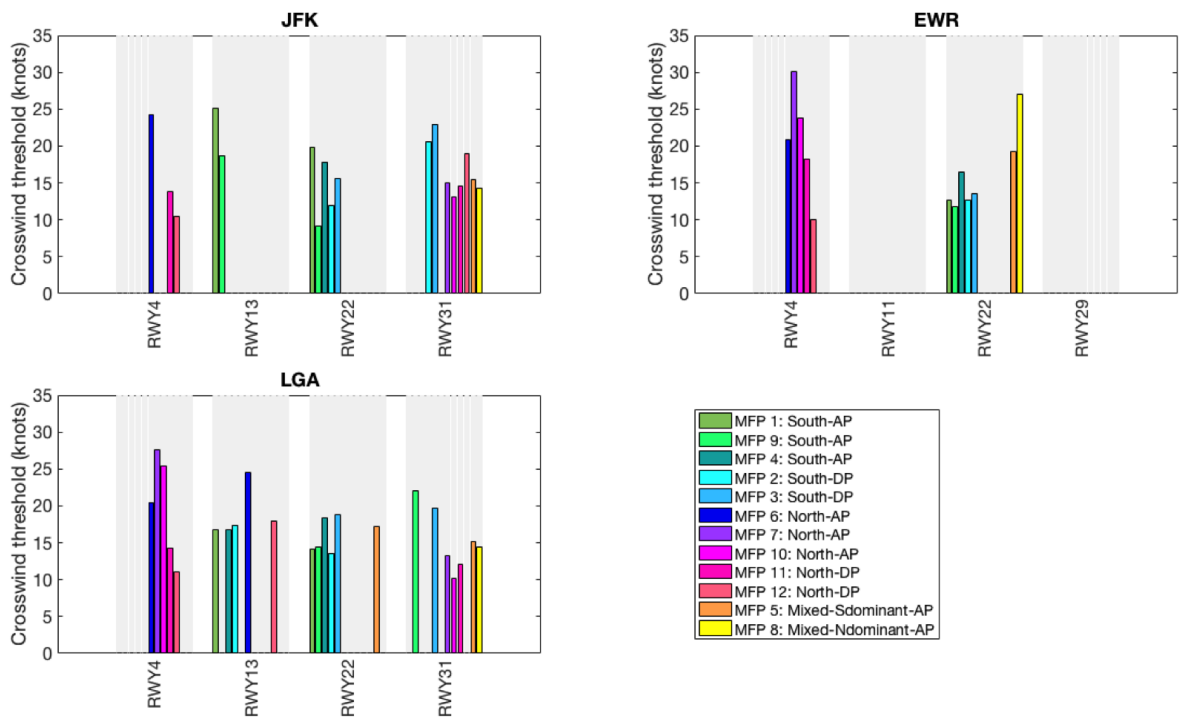 JFK
Crosswind threshold (knots)
35
30
25
20
15
10
5
0
RWY4
RWY13
RWY22
RWY31
EWR
Crosswind threshold (knots)
35
30
25
20
15
10
5
0
RWY4
RWY11
RWY22
RWY29
LGA
Crosswind threshold (knots)
35
30
25
20
15
10
5
0
RWY4
RWY13
RWY22
RWY31
MFP 1: South-AP
MFP 9: South-AP
MFP 4: South-AP
MFP 2: South-DP
MFP 3: South-DP
MFP 6: North-AP
MFP 7: North-AP
MFP 10: North-AP
MFP 11: North-DP
MFP 12: North-DP
MFP 5: Mixed-Sdominant-AP
MFP 8: Mixed-Ndominant-AP